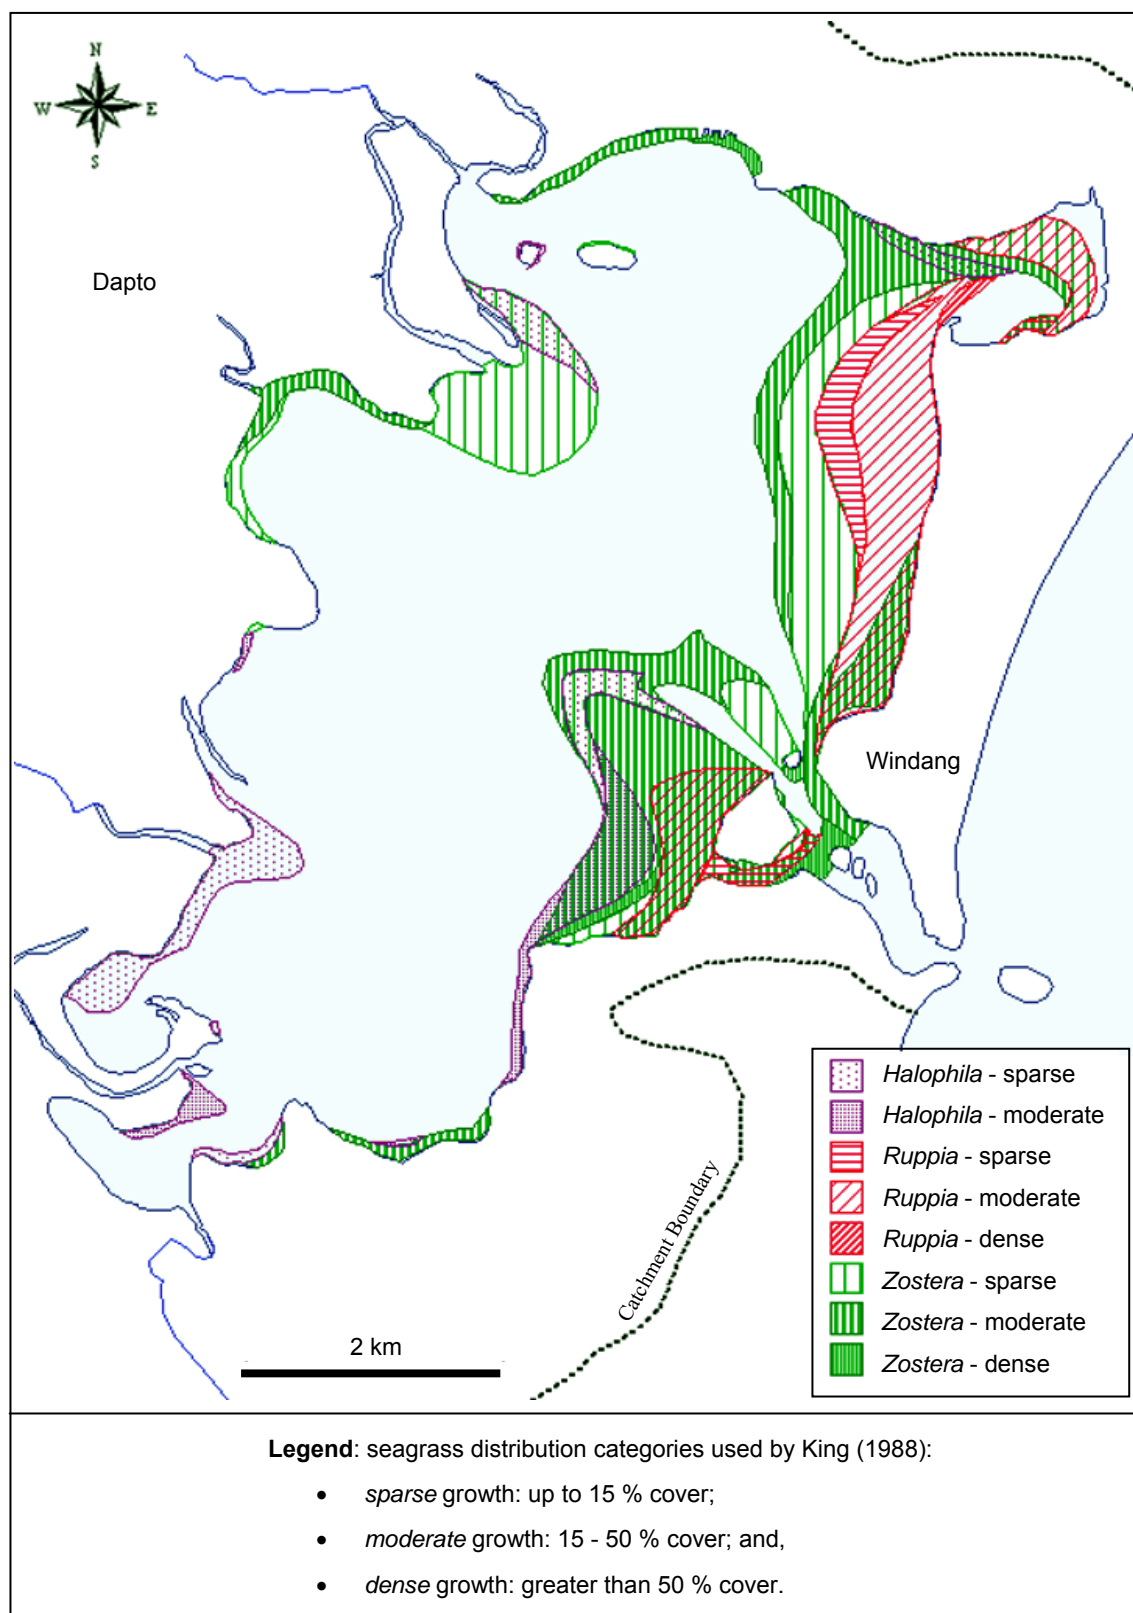 N
W E
S
Dapto
Windang
Catchment Boundary
Halophila - sparse
Halophila - moderate
Ruppia - sparse
Ruppia - moderate
Ruppia - dense
Zostera - sparse
Zostera - moderate
Zostera - dense
2 km
Legend: seagrass distribution categories used by King (1988):
• sparse growth: up to 15 % cover;
• moderate growth: 15 - 50 % cover; and,
• dense growth: greater than 50 % cover.